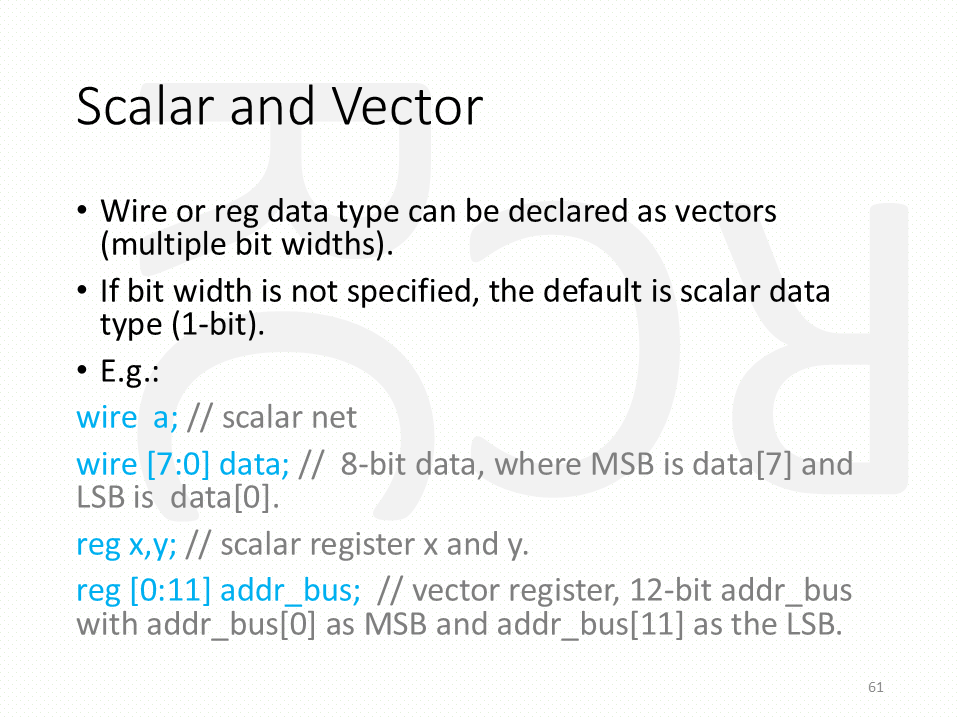 Scalar and Vector
• Wire or reg data type can be declared as vectors
(multiple bit widths).
• If bit width is not specified, the default is scalar data
type (1-bit).
• E.g.:
wire  a; // scalar net
wire [7:0] data; //  8-bit data, where MSB is data[7] and
LSB is  data[0].
reg x,y; // scalar register x and y.
reg [0:11] addr_bus;  // vector register, 12-bit addr_bus
with addr_bus[0] as MSB and addr_bus[11] as the LSB.
61